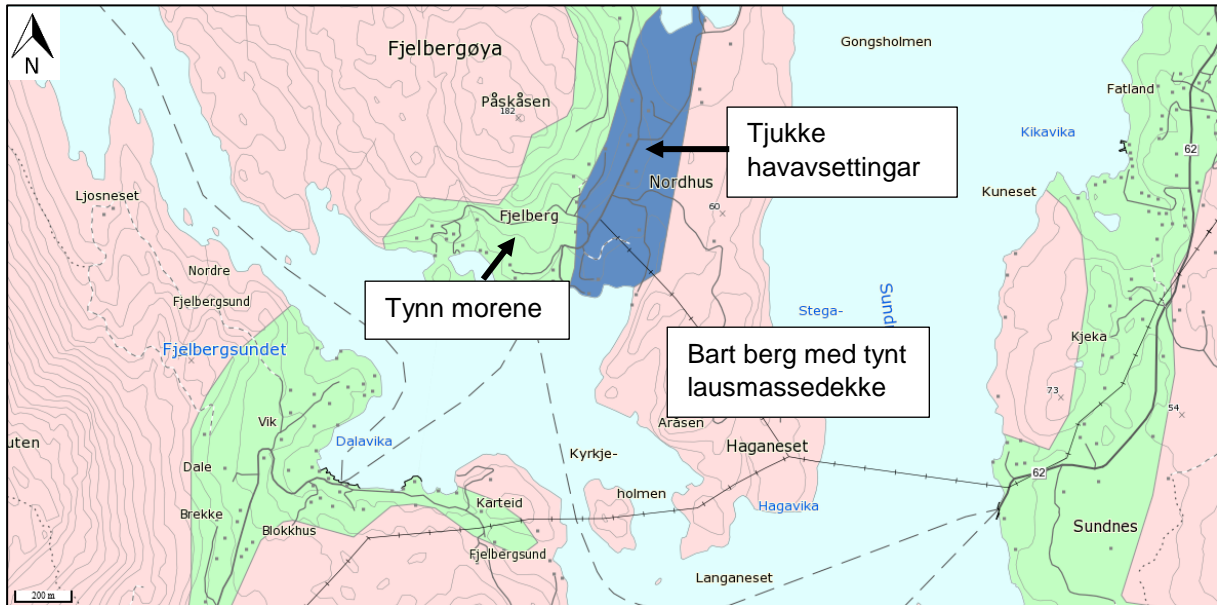 N
Fjelbergøya
Gongsholmen
Påskåsen
182
Fatland
Kikavika
62
Tjukke
havavsettingar
Nordhus
60
Kuneset
Ljosneset
Fjelberg
Nordre
Fjelbergsund
Tynn morene
Stega-
Fjelbergsundet
Bart berg med tynt
lausmassedekke
Kjeka
73
54
Vik
Åråsen
Dalavika
Kyrkje-
Haganeset
Dale
62
Karteid
holmen
Hagavika
Brekke
Blokkhus
Fjelbergsund
Sundnes
Langaneset
200 m